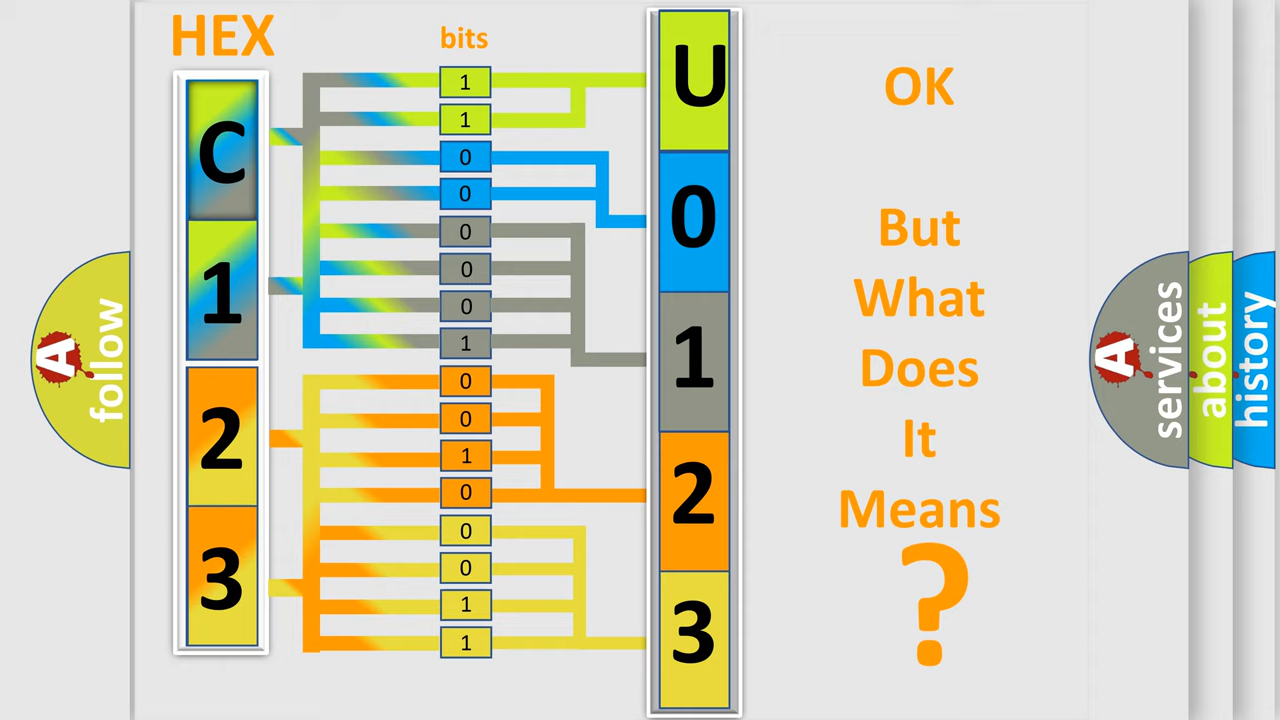 HEX
bits
C
1
2
3
1
1
0
0
0
0
0
1
0
0
1
0
0
0
1
1
U
0
1
2
3
OK
But
What
Does
It
Means
?
A
follow
A
services
about
history